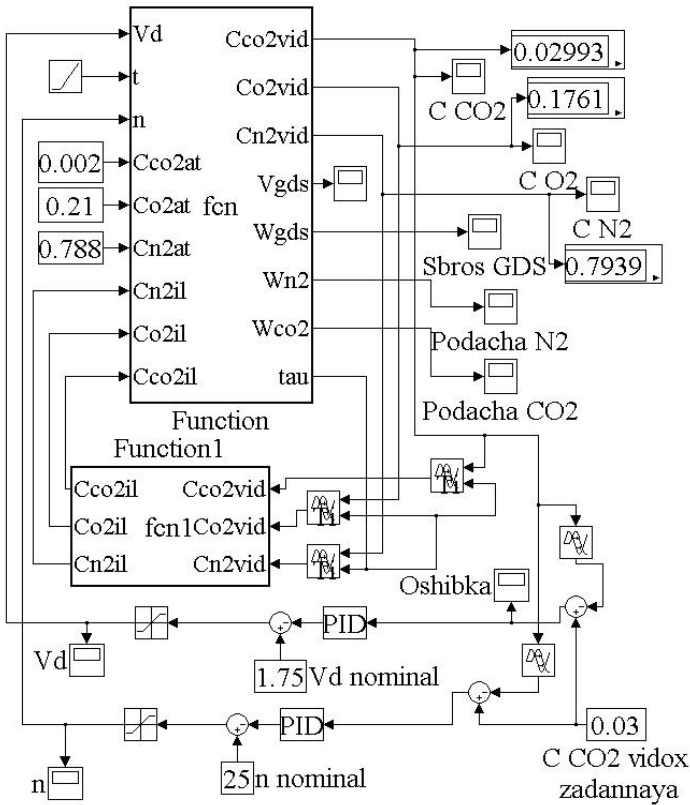 Vd
t
n
Cco2at
Co2at
Cn2at
Cn2il
Co2il
Cco2il
fcn
Cco2vid
Co2vid
Cn2vid
Vgds
Wgds
Wn2
Wco2
tau
0.002
0.21
0.788
0.02993
C CO2
0.1761
C O2
C N2
0.7939
Sbros GDS
Podacha N2
Podacha CO2
Function
Function1
Cco2il
Co2il
Cn2il
fcn1
Cco2vid
Co2vid
Cn2vid
Oshibka
PID
Vd
1.75
Vd nominal
PID
0.03
n
25
n nominal
C CO2 vidox
zadannaya